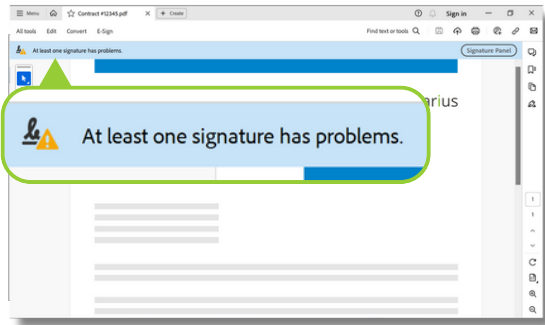 Menu
Contract #12345.pdf
+ Create
Sign in
All tools Edit Convert E-Sign
Find text or tools
At least one signature has problems.
Signature Panel
arius
At least one signature has problems.
1
1